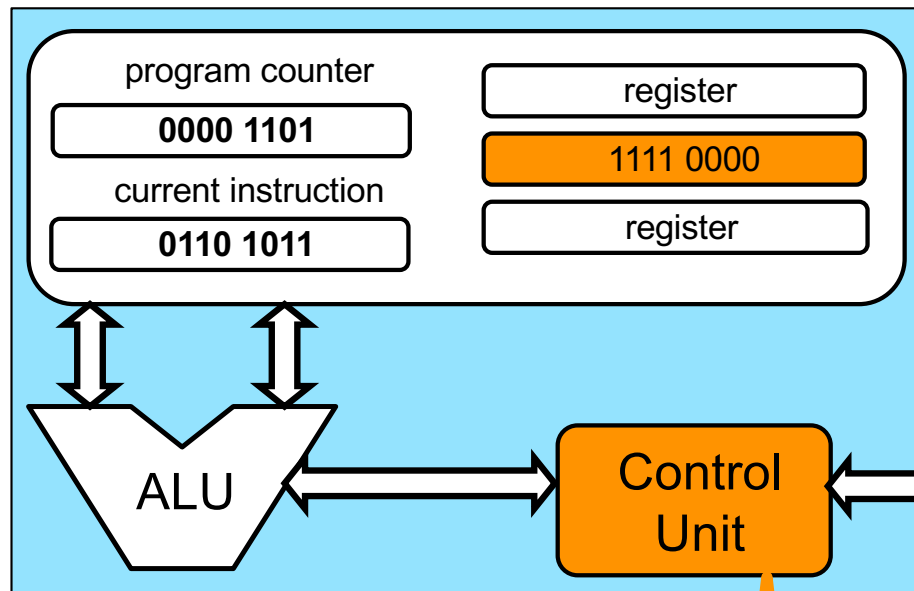 program counter
0000 1101
current instruction
0110 1011
register
1111 0000
register
ALU
Control
Unit